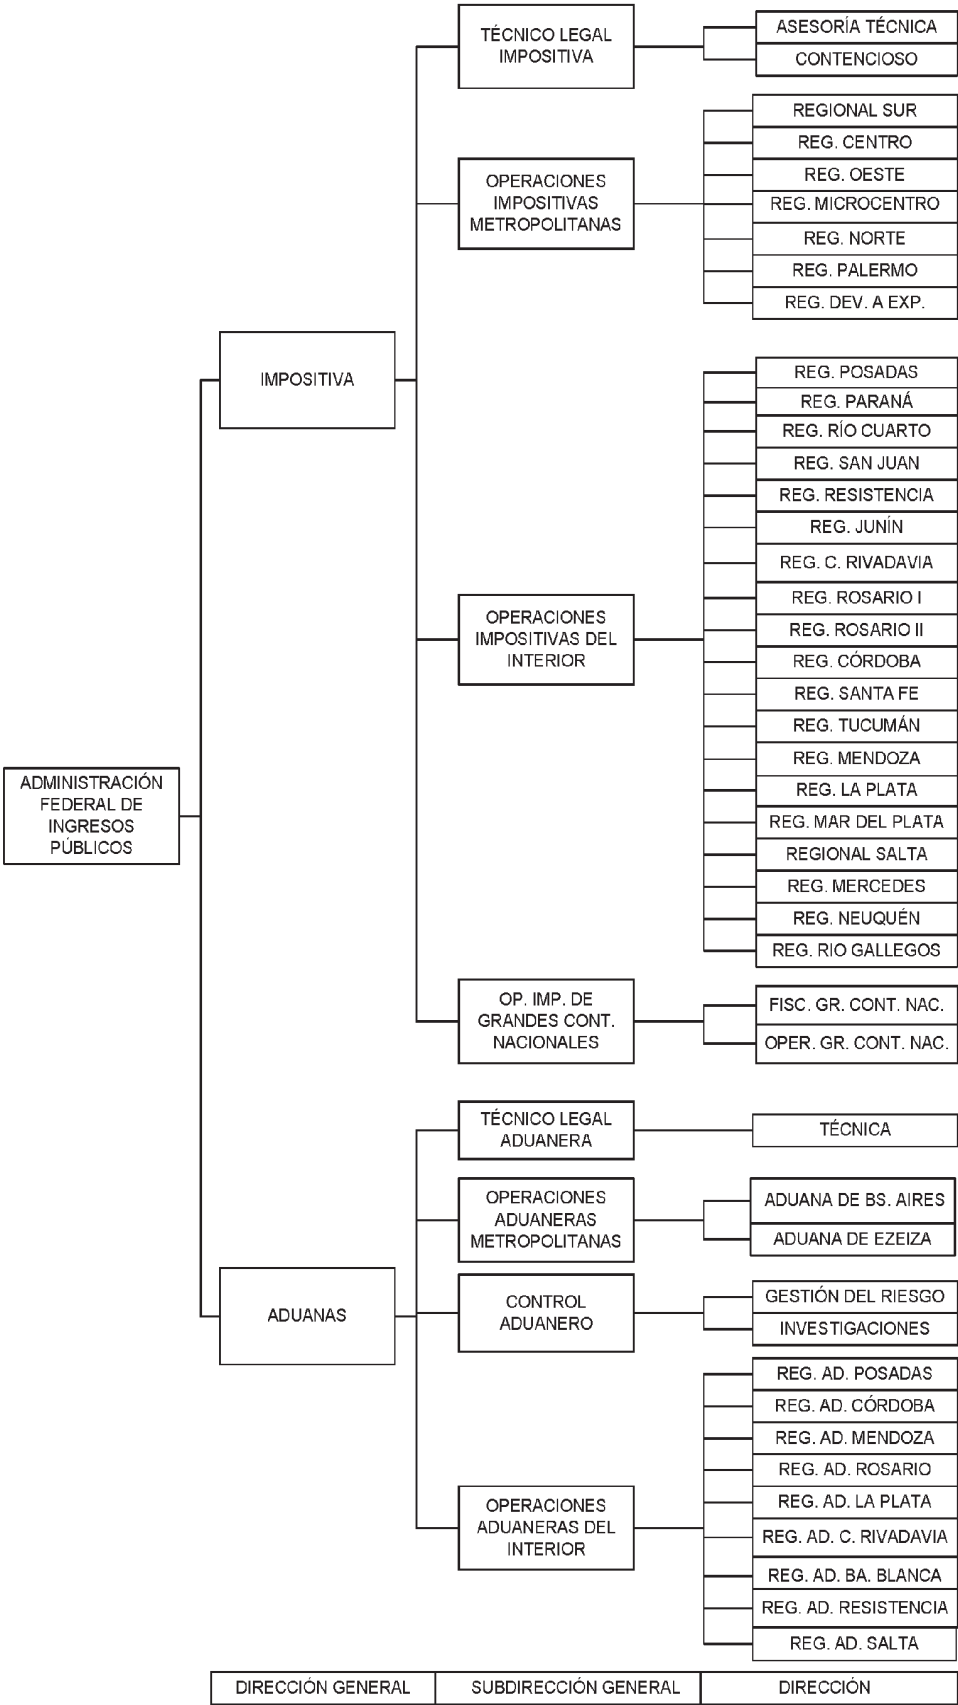 ADMINISTRACIÓN
FEDERAL DE
INGRESOS
PÚBLICOS
IMPOSITIVA
TÉCNICO LEGAL
IMPOSITIVA
ASESORÍA TÉCNICA
CONTENCIOSO
OPERACIONES
IMPOSITIVAS
METROPOLITANAS
REGIONAL SUR
REG. CENTRO
REG. OESTE
REG. MICROCENTRO
REG. NORTE
REG. PALERMO
REG. DEV. A EXP.
OPERACIONES
IMPOSITIVAS DEL
INTERIOR
REG. POSADAS
REG. PARANÁ
REG. RÍO CUARTO
REG. SAN JUAN
REG. RESISTENCIA
REG. JUNÍN
REG. C. RIVADAVIA
REG. ROSARIO I
REG. ROSARIO II
REG. CÓRDOBA
REG. SANTA FE
REG. TUCUMÁN
REG. MENDOZA
REG. LA PLATA
REG. MAR DEL PLATA
REGIONAL SALTA
REG. MERCEDES
REG. NEUQUÉN
REG. RIO GALLEGOS
OP. IMP. DE
GRANDES CONT.
NACIONALES
FISC. GR. CONT. NAC.
OPER. GR. CONT. NAC.
ADUANAS
TÉCNICO LEGAL
ADUANERA
TÉCNICA
OPERACIONES
ADUANERAS
METROPOLITANAS
ADUANA DE BS. AIRES
ADUANA DE EZEIZA
CONTROL
ADUANERO
GESTIÓN DEL RIESGO
INVESTIGACIONES
OPERACIONES
ADUANERAS DEL
INTERIOR
REG. AD. POSADAS
REG. AD. CÓRDOBA
REG. AD. MENDOZA
REG. AD. ROSARIO
REG. AD. LA PLATA
REG. AD. C. RIVADAVIA
REG. AD. BA. BLANCA
REG. AD. RESISTENCIA
REG. AD. SALTA
DIRECCIÓN GENERAL
SUBDIRECCIÓN GENERAL
DIRECCIÓN